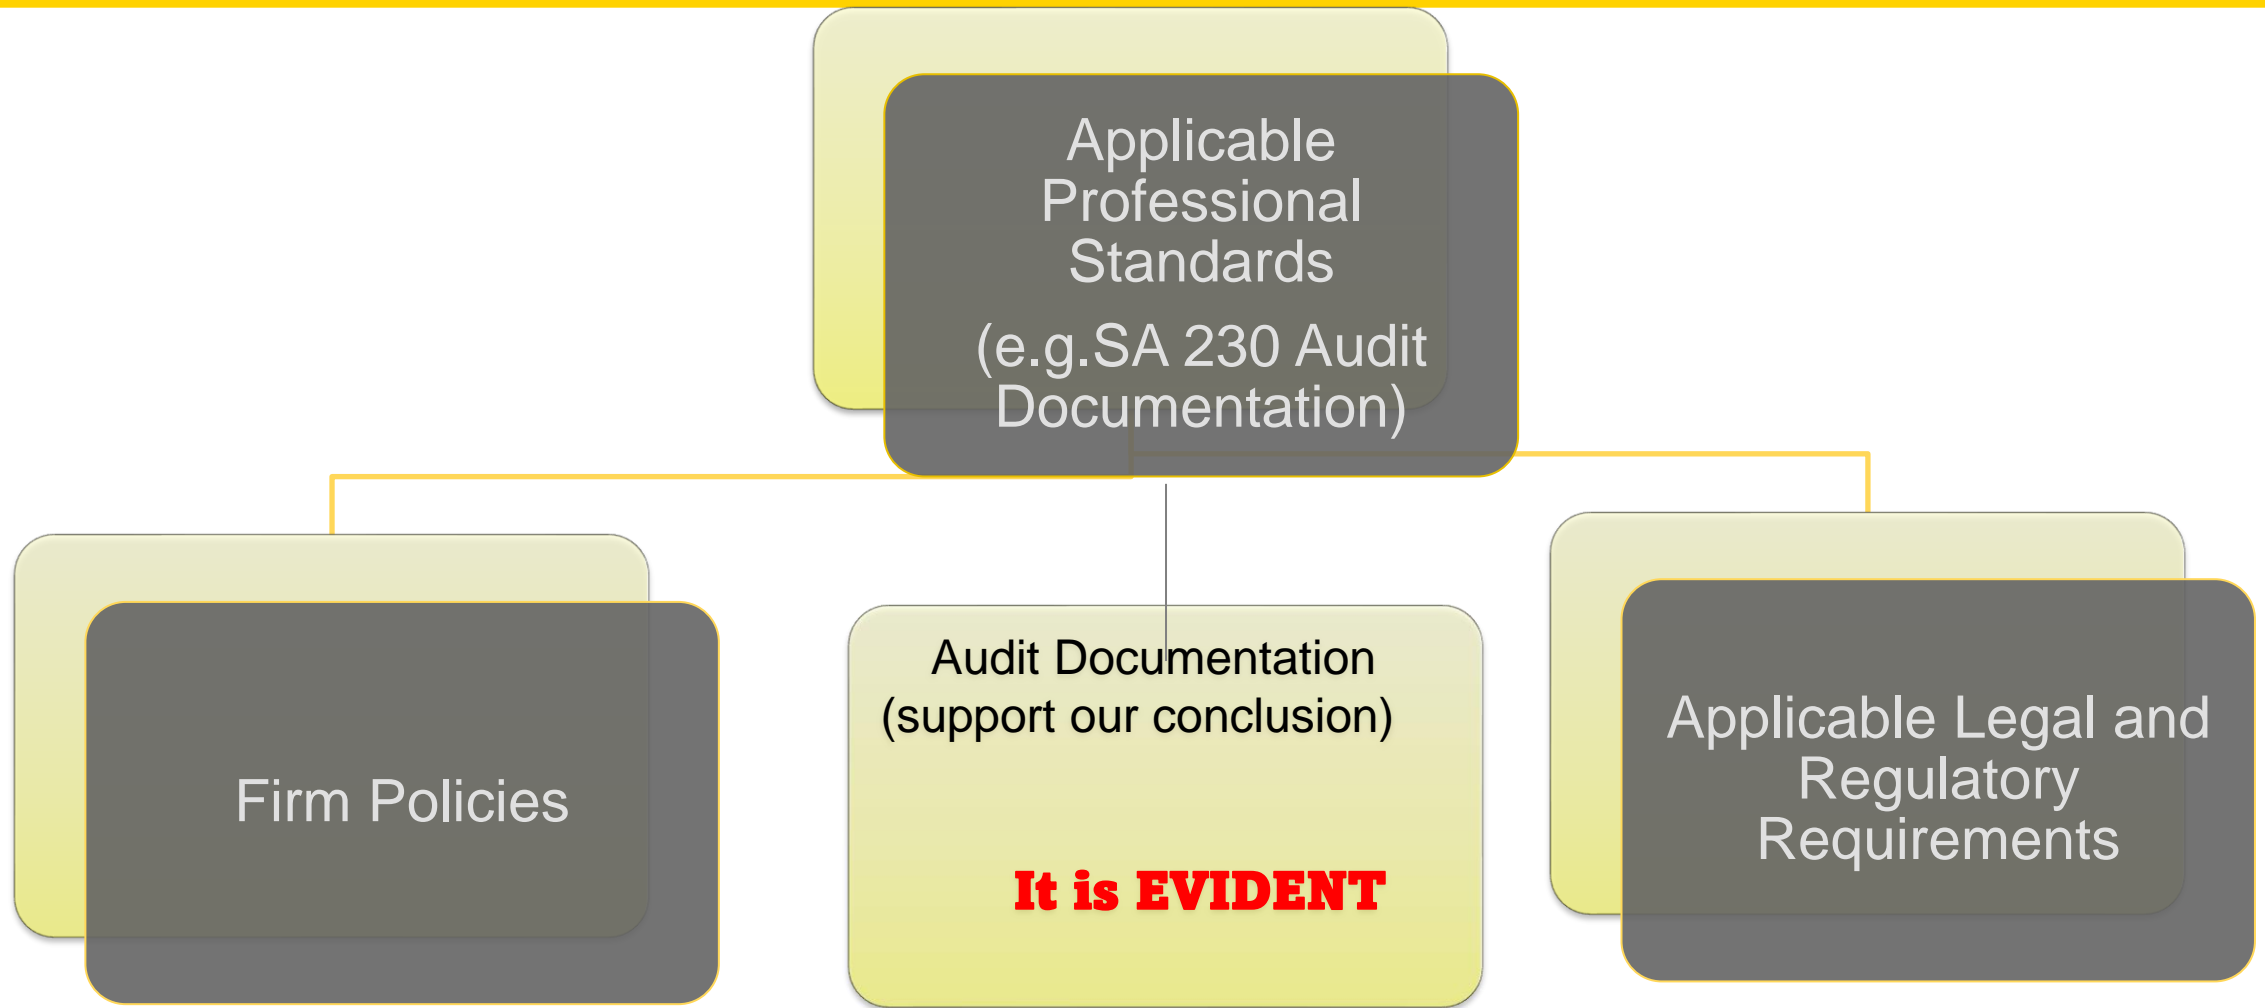 Applicable
Professional
Standards
(e.g.SA 230 Audit
Documentation)
Firm Policies
Audit Documentation
(support our conclusion)
It is EVIDENT
Applicable Legal and
Regulatory
Requirements